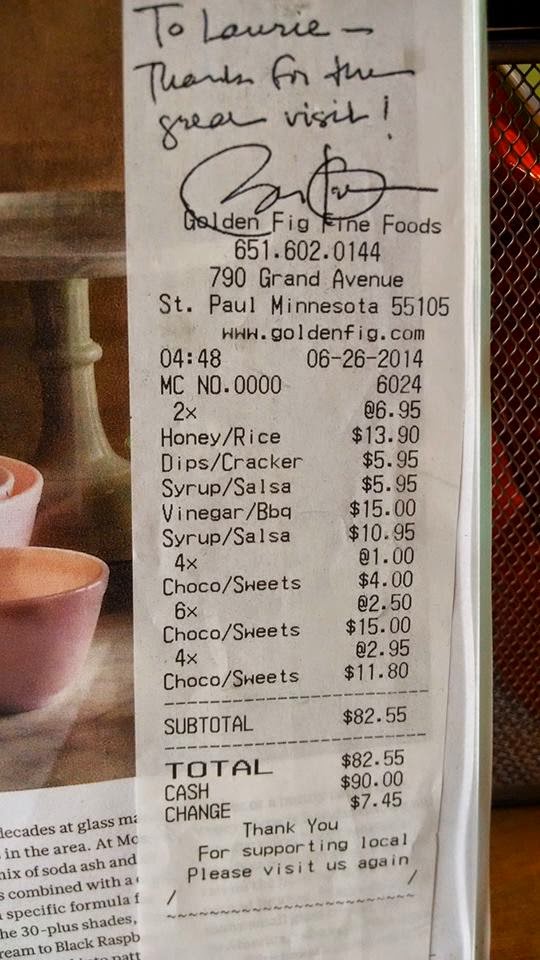 To Laurie —
Thanks for the
great visit!
Golden Fig Fine Foods
651.602.0144
790 Grand Avenue
St. Paul Minnesota 55105
www.goldenfig.com
04:48 06-26-2014
MC NO.0000 6024
2x @6.95
Honey/Rice $13.90
Dips/Cracker $5.95
Syrup/Salsa $5.95
Vinegar/Bbq $15.00
Syrup/Salsa $10.95
4x @1.00
Choco/Sweets $4.00
6x @2.50
Choco/Sweets $15.00
4x @2.95
Choco/Sweets $11.80
SUBTOTAL $82.55
TOTAL $82.55
CASH $90.00
CHANGE $7.45
Thank You
For supporting local
Please visit us again
/ /
decades at glass
in the area. At
mix of soda ash and
combined with a
specific formula
the 30-plus shades,
to Black